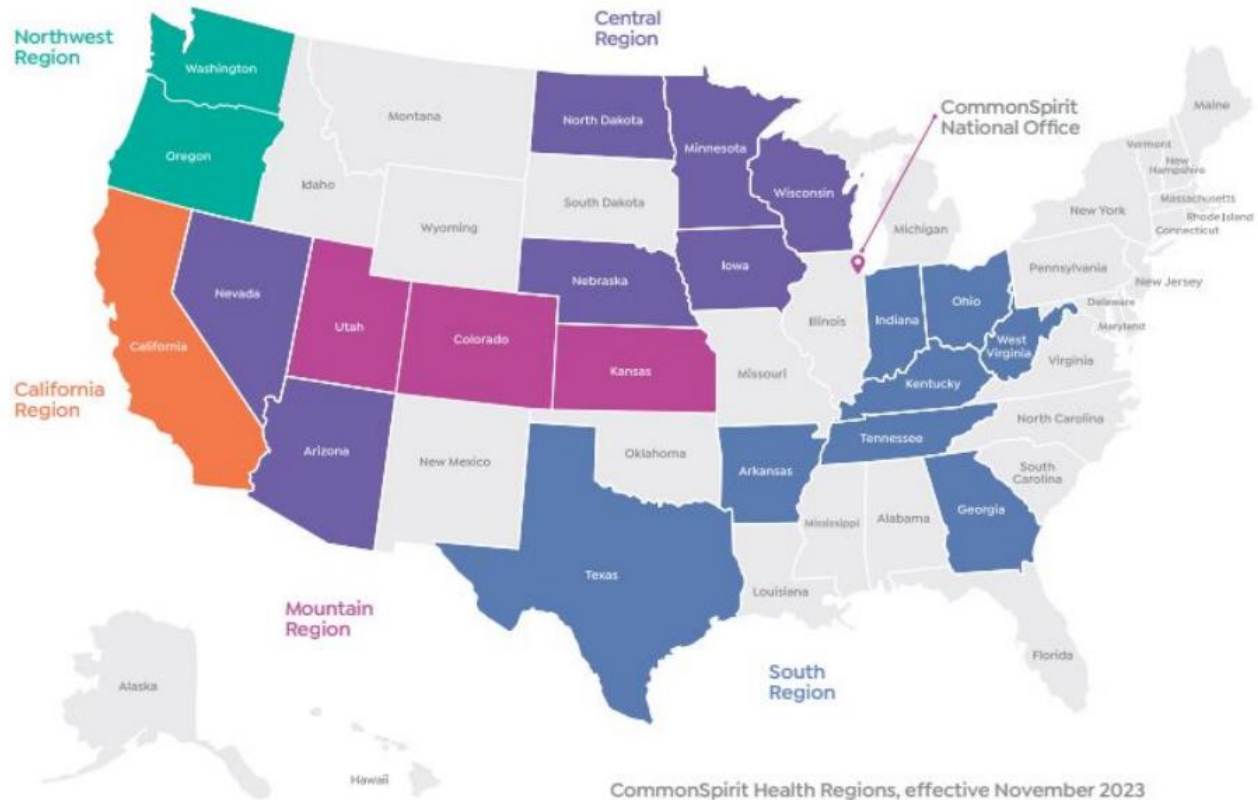 Central
Region
Northwest
Region
Washington
Montana
North Dakota
Minnesota
CommonSpirit
National Office
Maine
Vermont
New
Hampshire
Oregon
Idaho
Wisconsin
Massachusetts
South Dakota
New York
Rhode Island
Connecticut
Wyoming
Michigan
Iowa
Pennsylvania
Nebraska
New Jersey
Nevada
Ohio
Delaware
Utah
Colorado
Illinois
Indiana
Maryland
California
West
Virginia
Virginia
Kansas
Missouri
Kentucky
California
Region
North Carolina
Tennessee
Arizona
New Mexico
Oklahoma
Arkansas
South
Carolina
Georgia
Mississippi
Alabama
Texas
Louisiana
Mountain
Region
Florida
South
Region
Alaska
Hawaii
CommonSpirit Health Regions, effective November 2023